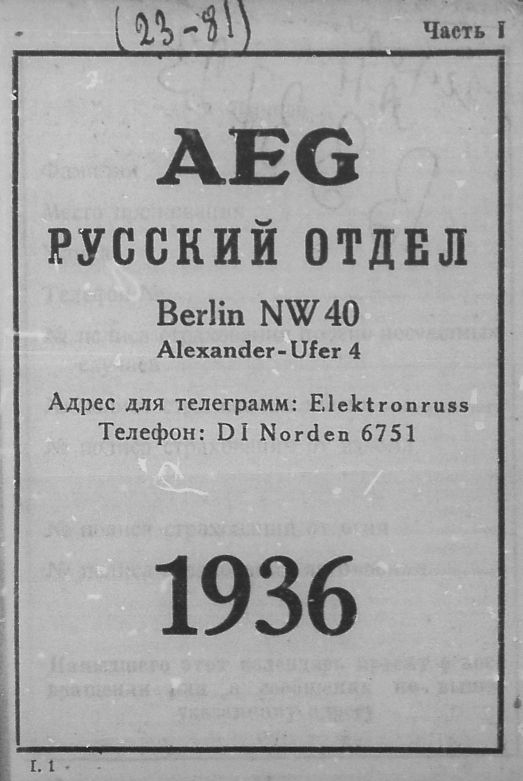 (23-81)
Часть I
AEG
РУССКИЙ ОТДЕЛ
Berlin NW 40
Alexander-Ufer 4
Адрес для телеграмм: Elektronruss
Телефон: D 1 Norden 6751
1936
I. 1